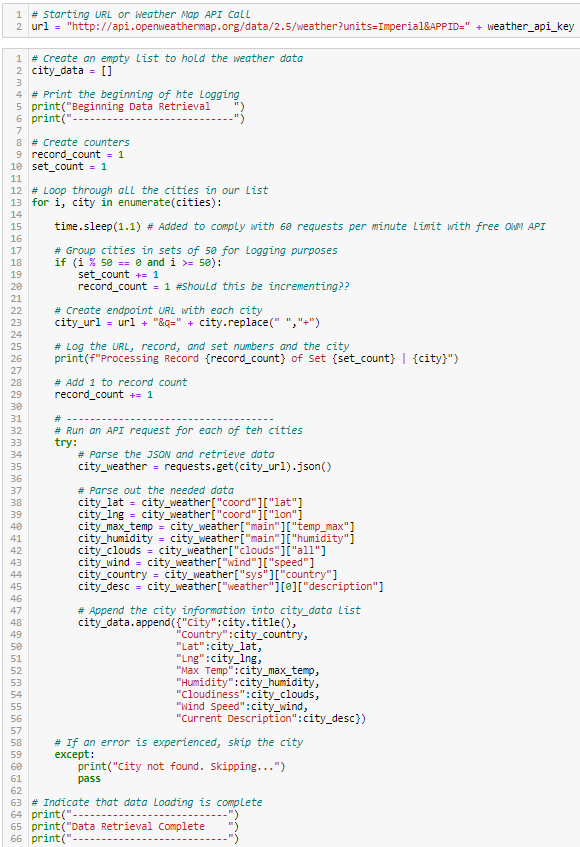 1 # Starting URL or Weather Map API Call
2 url = "http://api.openweathermap.org/data/2.5/weather?units=Imperial&APPID=" + weather_api_key
1 # Create an empty list to hold the weather data
2 city_data = []
3
4 # Print the beginning of hte logging
5 print("Beginning Data Retrieval    ")
6 print("---------------------------")
7
8 # Create counters
9 record_count = 1
10 set_count = 1
11
12 # Loop through all the cities in our list
13 for i, city in enumerate(cities):
14
15     time.sleep(1.1) # Added to comply with 60 requests per minute limit with free OWM API
16
17     # Group cities in sets of 50 for logging purposes
18     if (i % 50 == 0 and i >= 50):
19         set_count += 1
20         record_count = 1 #Should this be incrementing??
21
22     # Create endpoint URL with each city
23     city_url = url + "&q=" + city.replace(" ","+")
24
25     # Log the URL, record, and set numbers and the city
26     print(f"Processing Record {record_count} of Set {set_count} | {city}")
27
28     # Add 1 to record count
29     record_count += 1
30
31     # -----------------------------------
32     # Run an API request for each of teh cities
33     try:
34         # Parse the JSON and retrieve data
35         city_weather = requests.get(city_url).json()
36
37         # Parse out the needed data
38         city_lat = city_weather["coord"]["lat"]
39         city_lng = city_weather["coord"]["lon"]
40         city_max_temp = city_weather["main"]["temp_max"]
41         city_humidity = city_weather["main"]["humidity"]
42         city_clouds = city_weather["clouds"]["all"]
43         city_wind = city_weather["wind"]["speed"]
44         city_country = city_weather["sys"]["country"]
45         city_desc = city_weather["weather"][0]["description"]
46
47         # Append the city information into city_data list
48         city_data.append({"City":city.title(),
49                          "Country":city_country,
50                          "Lat":city_lat,
51                          "Lng":city_lng,
52                          "Max Temp":city_max_temp,
53                          "Humidity":city_humidity,
54                          "Cloudiness":city_clouds,
55                          "Wind Speed":city_wind,
56                          "Current Description":city_desc})
57
58     # If an error is experienced, skip the city
59     except:
60         print("City not found. Skipping...")
61         pass
62
63 # Indicate that data loading is complete
64 print("--------------------------")
65 print("Data Retrieval Complete    ")
66 print("--------------------------")